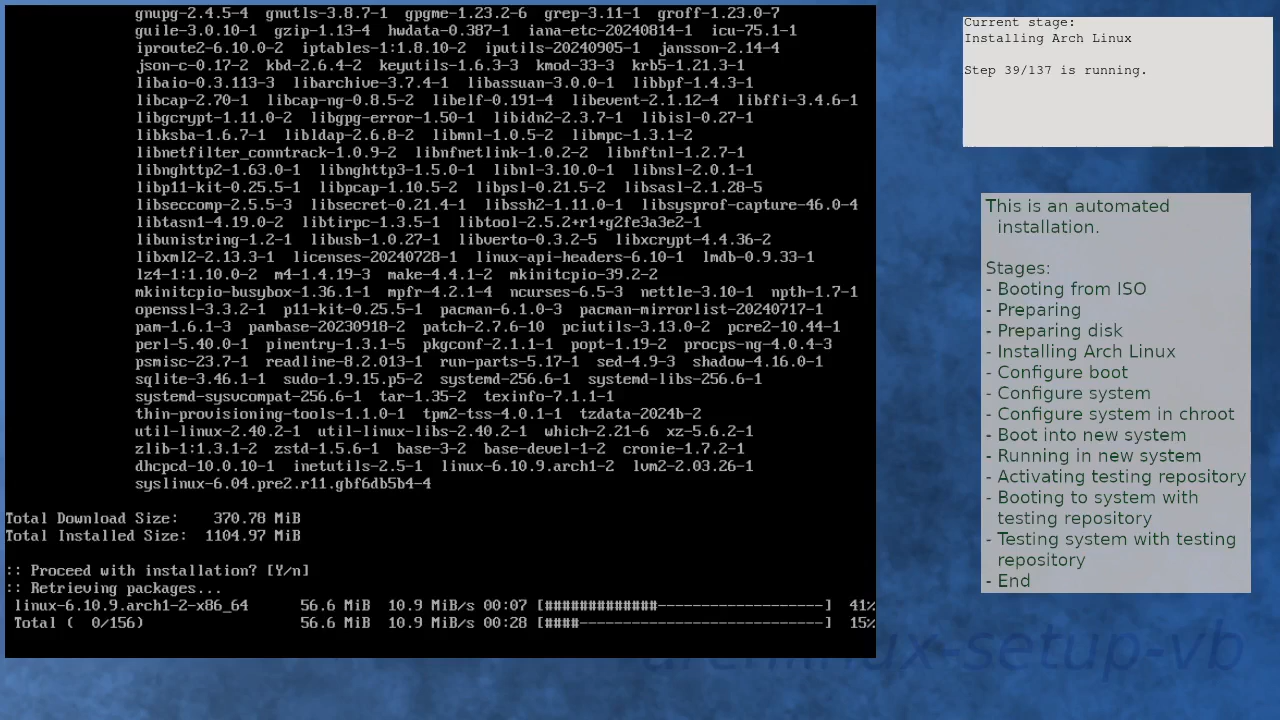 gnupg-2.4.5-4  gnutls-3.8.7-1  gpgme-1.23.2-6  grep-3.11-1  groff-1.23.0-7
guile-3.0.10-1  gzip-1.13-4  hwdata-0.387-1  iana-etc-20240814-1  icu-75.1-1
iproute2-6.10.0-2  iptables-1:1.8.10-2  iputils-20240905-1  jansson-2.14-4
json-c-0.17-2  kbd-2.6.4-2  keyutils-1.6.3-3  kmod-33-3  krb5-1.21.3-1
libaio-0.3.113-3  libarchive-3.7.4-1  libassuan-3.0.0-1  libbpf-1.4.3-1
libcap-2.70-1  libcap-ng-0.8.5-2  libelf-0.191-4  libevent-2.1.12-4  libffi-3.4.6-1
libgcrypt-1.11.0-2  libgpg-error-1.50-1  libidn2-2.3.7-1  libisl-0.27-1
libksba-1.6.7-1  libldap-2.6.8-2  libmnl-1.0.5-2  libmpc-1.3.1-2
libnetfilter_conntrack-1.0.9-2  libnfnetlink-1.0.2-2  libnftnl-1.2.7-1
libnghttp2-1.63.0-1  libnghttp3-1.5.0-1  libnl-3.10.0-1  libnsl-2.0.1-1
libp11-kit-0.25.5-1  libpcap-1.10.5-2  libpsl-0.21.5-2  libsasl-2.1.28-5
libseccomp-2.5.5-3  libsecret-0.21.4-1  libssh2-1.11.0-1  libsysprof-capture-46.0-4
libtasn1-4.19.0-2  libtirpc-1.3.5-1  libtool-2.5.2+r1+g2fe3a3e2-1
libunistring-1.2-1  libusb-1.0.27-1  libverto-0.3.2-5  libxcrypt-4.4.36-2
libxml2-2.13.3-1  licenses-20240728-1  linux-api-headers-6.10-1  lmdb-0.9.33-1
lz4-1:1.10.0-2  m4-1.4.19-3  make-4.4.1-2  mkinitcpio-39.2-2
mkinitcpio-busybox-1.36.1-1  mpfr-4.2.1-4  ncurses-6.5-3  nettle-3.10-1  npth-1.7-1
openssl-3.3.2-1  p11-kit-0.25.5-1  pacman-6.1.0-3  pacman-mirrorlist-20240717-1
pam-1.6.1-3  pambase-20230918-2  patch-2.7.6-10  pciutils-3.13.0-2  pcre2-10.44-1
perl-5.40.0-1  pinentry-1.3.1-5  pkgconf-2.1.1-1  popt-1.19-2  procps-ng-4.0.4-3
psmisc-23.7-1  readline-8.2.013-1  run-parts-5.17-1  sed-4.9-3  shadow-4.16.0-1
sqlite-3.46.1-1  sudo-1.9.15.p5-2  systemd-256.6-1  systemd-libs-256.6-1
systemd-sysvcompat-256.6-1  tar-1.35-2  texinfo-7.1.1-1
thin-provisioning-tools-1.1.0-1  tpm2-tss-4.0.1-1  tzdata-2024b-2
util-linux-2.40.2-1  util-linux-libs-2.40.2-1  which-2.21-6  xz-5.6.2-1
zlib-1:1.3.1-2  zstd-1.5.6-1  base-3-2  base-devel-1-2  cronie-1.7.2-1
dhcpcd-10.0.10-1  inetutils-2.5-1  linux-6.10.9.arch1-2  lvm2-2.03.26-1
syslinux-6.04.pre2.r11.gbf6db5b4-4
Total Download Size:    370.78 MiB
Total Installed Size:  1104.97 MiB
:: Proceed with installation? [Y/n]
:: Retrieving packages...
linux-6.10.9.arch1-2-x86_64      56.6 MiB  10.9 MiB/s 00:07 [#############--------------------] 41%
Total (  0/156)                  56.6 MiB  10.9 MiB/s 00:28 [####-----------------------------] 15%
Current stage:
Installing Arch Linux
Step 39/137 is running.
This is an automated
installation.
Stages:
- Booting from ISO
- Preparing
- Preparing disk
- Installing Arch Linux
- Configure boot
- Configure system
- Configure system in chroot
- Boot into new system
- Running in new system
- Activating testing repository
- Booting to system with
testing repository
- Testing system with testing
repository
- End
archlinux-setup-vb